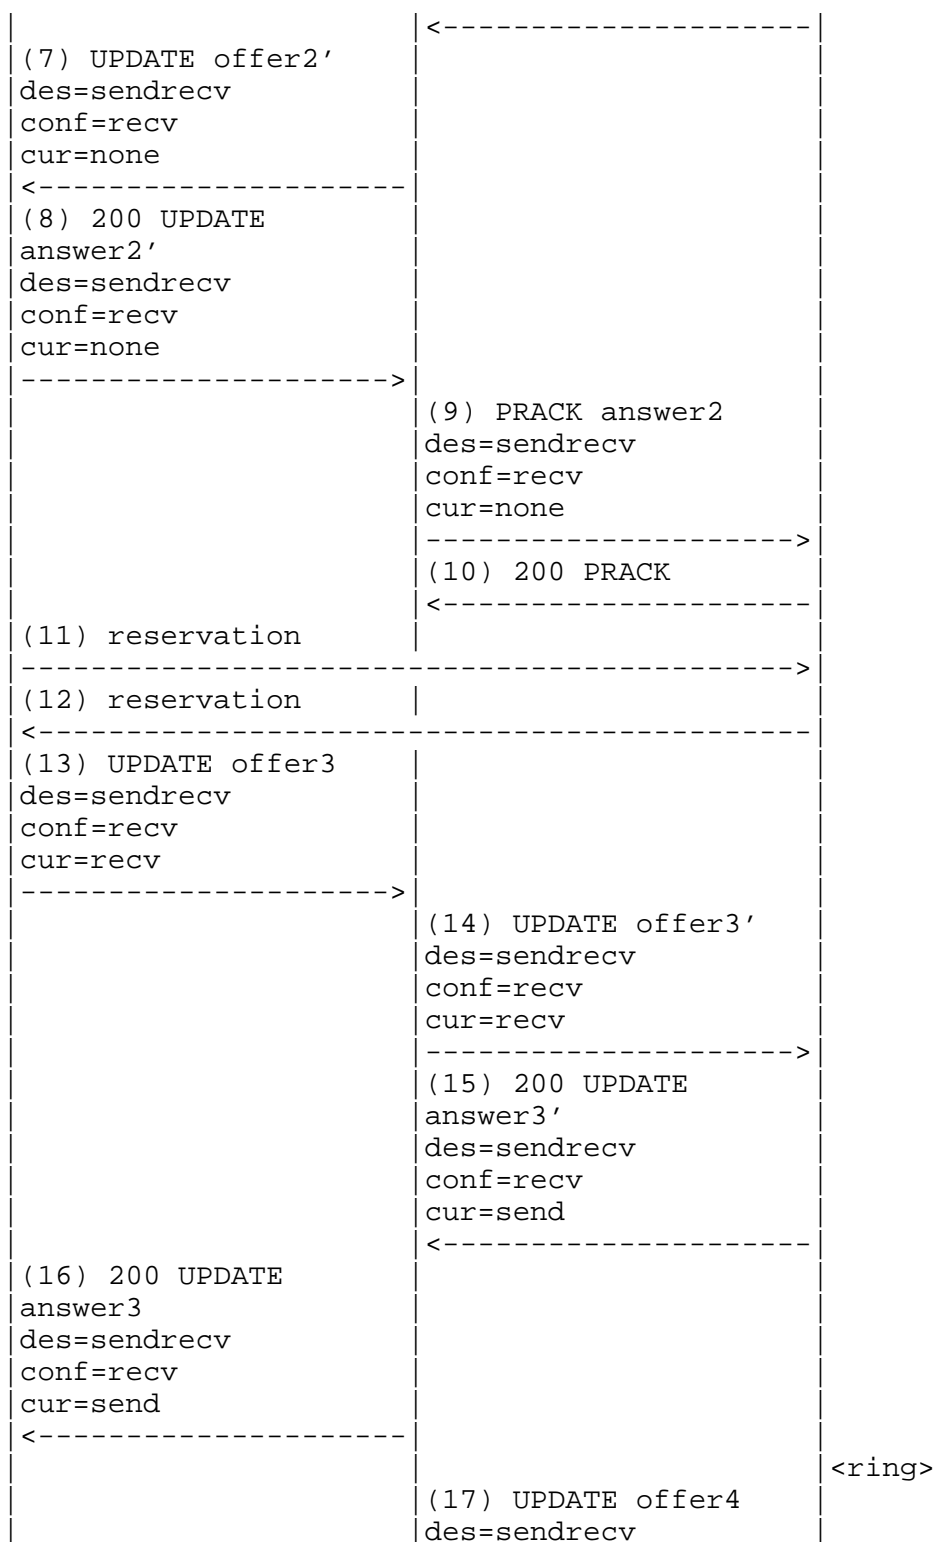 |                      |<---------------------|
|(7) UPDATE offer2'    |                      |
|des=sendrecv          |                      |
|conf=recv             |                      |
|cur=none              |                      |
|<---------------------|                      |
|(8) 200 UPDATE        |                      |
|answer2'              |                      |
|des=sendrecv          |                      |
|conf=recv             |                      |
|cur=none              |                      |
|--------------------->|                      |
|                      |(9) PRACK answer2     |
|                      |des=sendrecv          |
|                      |conf=recv             |
|                      |cur=none              |
|                      |--------------------->|
|                      |(10) 200 PRACK        |
|                      |<---------------------|
|(11) reservation      |                      |
|-------------------------------------------->|
|(12) reservation      |                      |
|<--------------------------------------------|
|(13) UPDATE offer3    |                      |
|des=sendrecv          |                      |
|conf=recv             |                      |
|cur=recv              |                      |
|--------------------->|                      |
|                      |(14) UPDATE offer3'   |
|                      |des=sendrecv          |
|                      |conf=recv             |
|                      |cur=recv              |
|                      |--------------------->|
|                      |(15) 200 UPDATE       |
|                      |answer3'              |
|                      |des=sendrecv          |
|                      |conf=recv             |
|                      |cur=send              |
|                      |<---------------------|
|(16) 200 UPDATE       |                      |
|answer3               |                      |
|des=sendrecv          |                      |
|conf=recv             |                      |
|cur=send              |                      |
|<---------------------|                      |
|                      |                      |<ring>
|                      |(17) UPDATE offer4    |
|                      |des=sendrecv          |